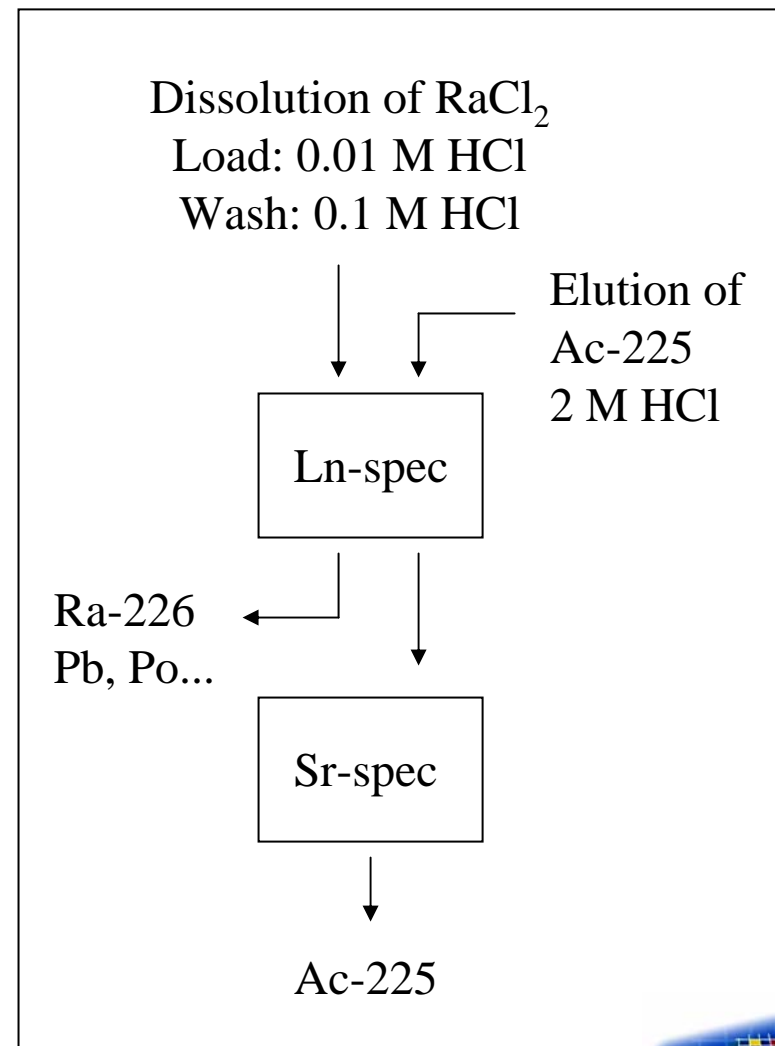 Dissolution of RaCl₂
Load: 0.01 M HCl
Wash: 0.1 M HCl
Elution of
Ac-225
2 M HCl
Ln-spec
Ra-226
Pb, Po...
Sr-spec
Ac-225